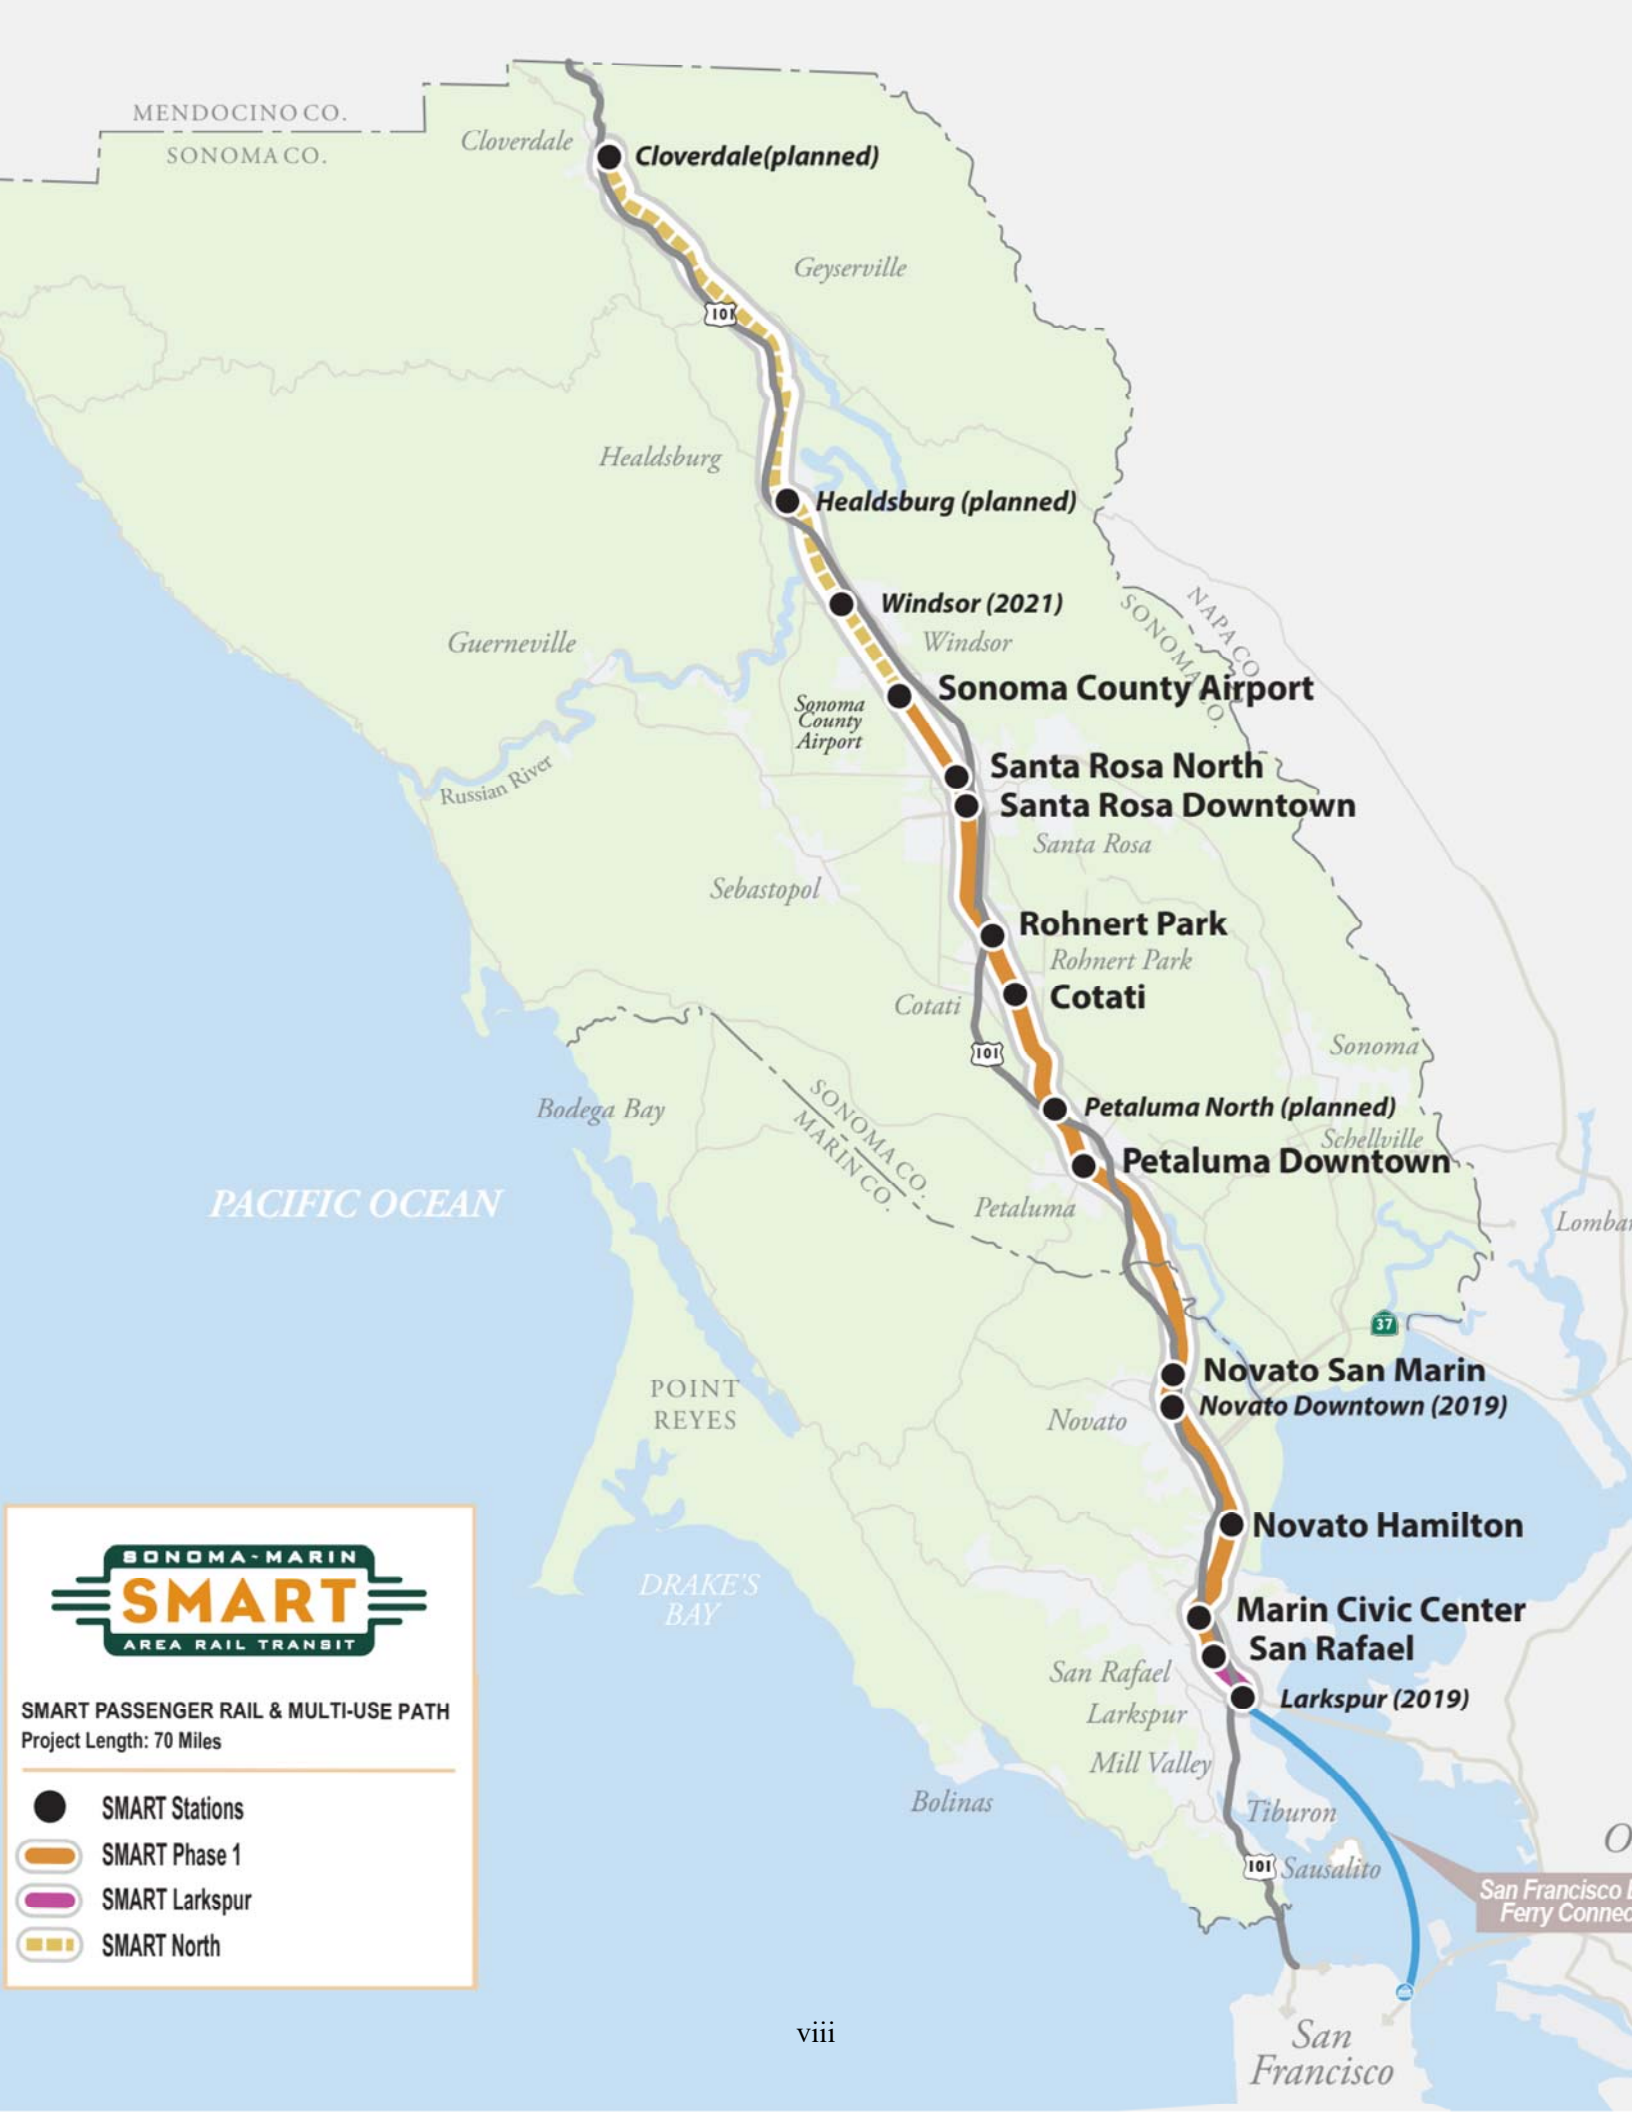 MENDOCINO CO.
SONOMA CO.
Cloverdale
Cloverdale(planned)
Geyserville
101
Healdsburg
Healdsburg (planned)
Windsor (2021)
Windsor
NAPA CO.
SONOMA CO.
Guerneville
Sonoma County Airport
Sonoma
County
Airport
Santa Rosa North
Russian River
Santa Rosa Downtown
Santa Rosa
Sebastopol
Rohnert Park
Rohnert Park
Cotati
Cotati
Sonoma
101
SONOMA CO.
MARIN CO.
Bodega Bay
Petaluma North (planned)
Schellville
Petaluma Downtown
PACIFIC OCEAN
Petaluma
37
Novato San Marin
POINT
REYES
Novato Downtown (2019)
Novato
Novato Hamilton
DRAKE'S
BAY
Marin Civic Center
San Rafael
San Rafael
Larkspur (2019)
Larkspur
Mill Valley
Bolinas
Tiburon
101
Sausalito
San Francisco
Ferry
San
Francisco
SONOMA-MARIN
SMART
AREA RAIL TRANSIT
SMART PASSENGER RAIL & MULTI-USE PATH
Project Length: 70 Miles
SMART Stations
SMART Phase 1
SMART Larkspur
SMART North
viii